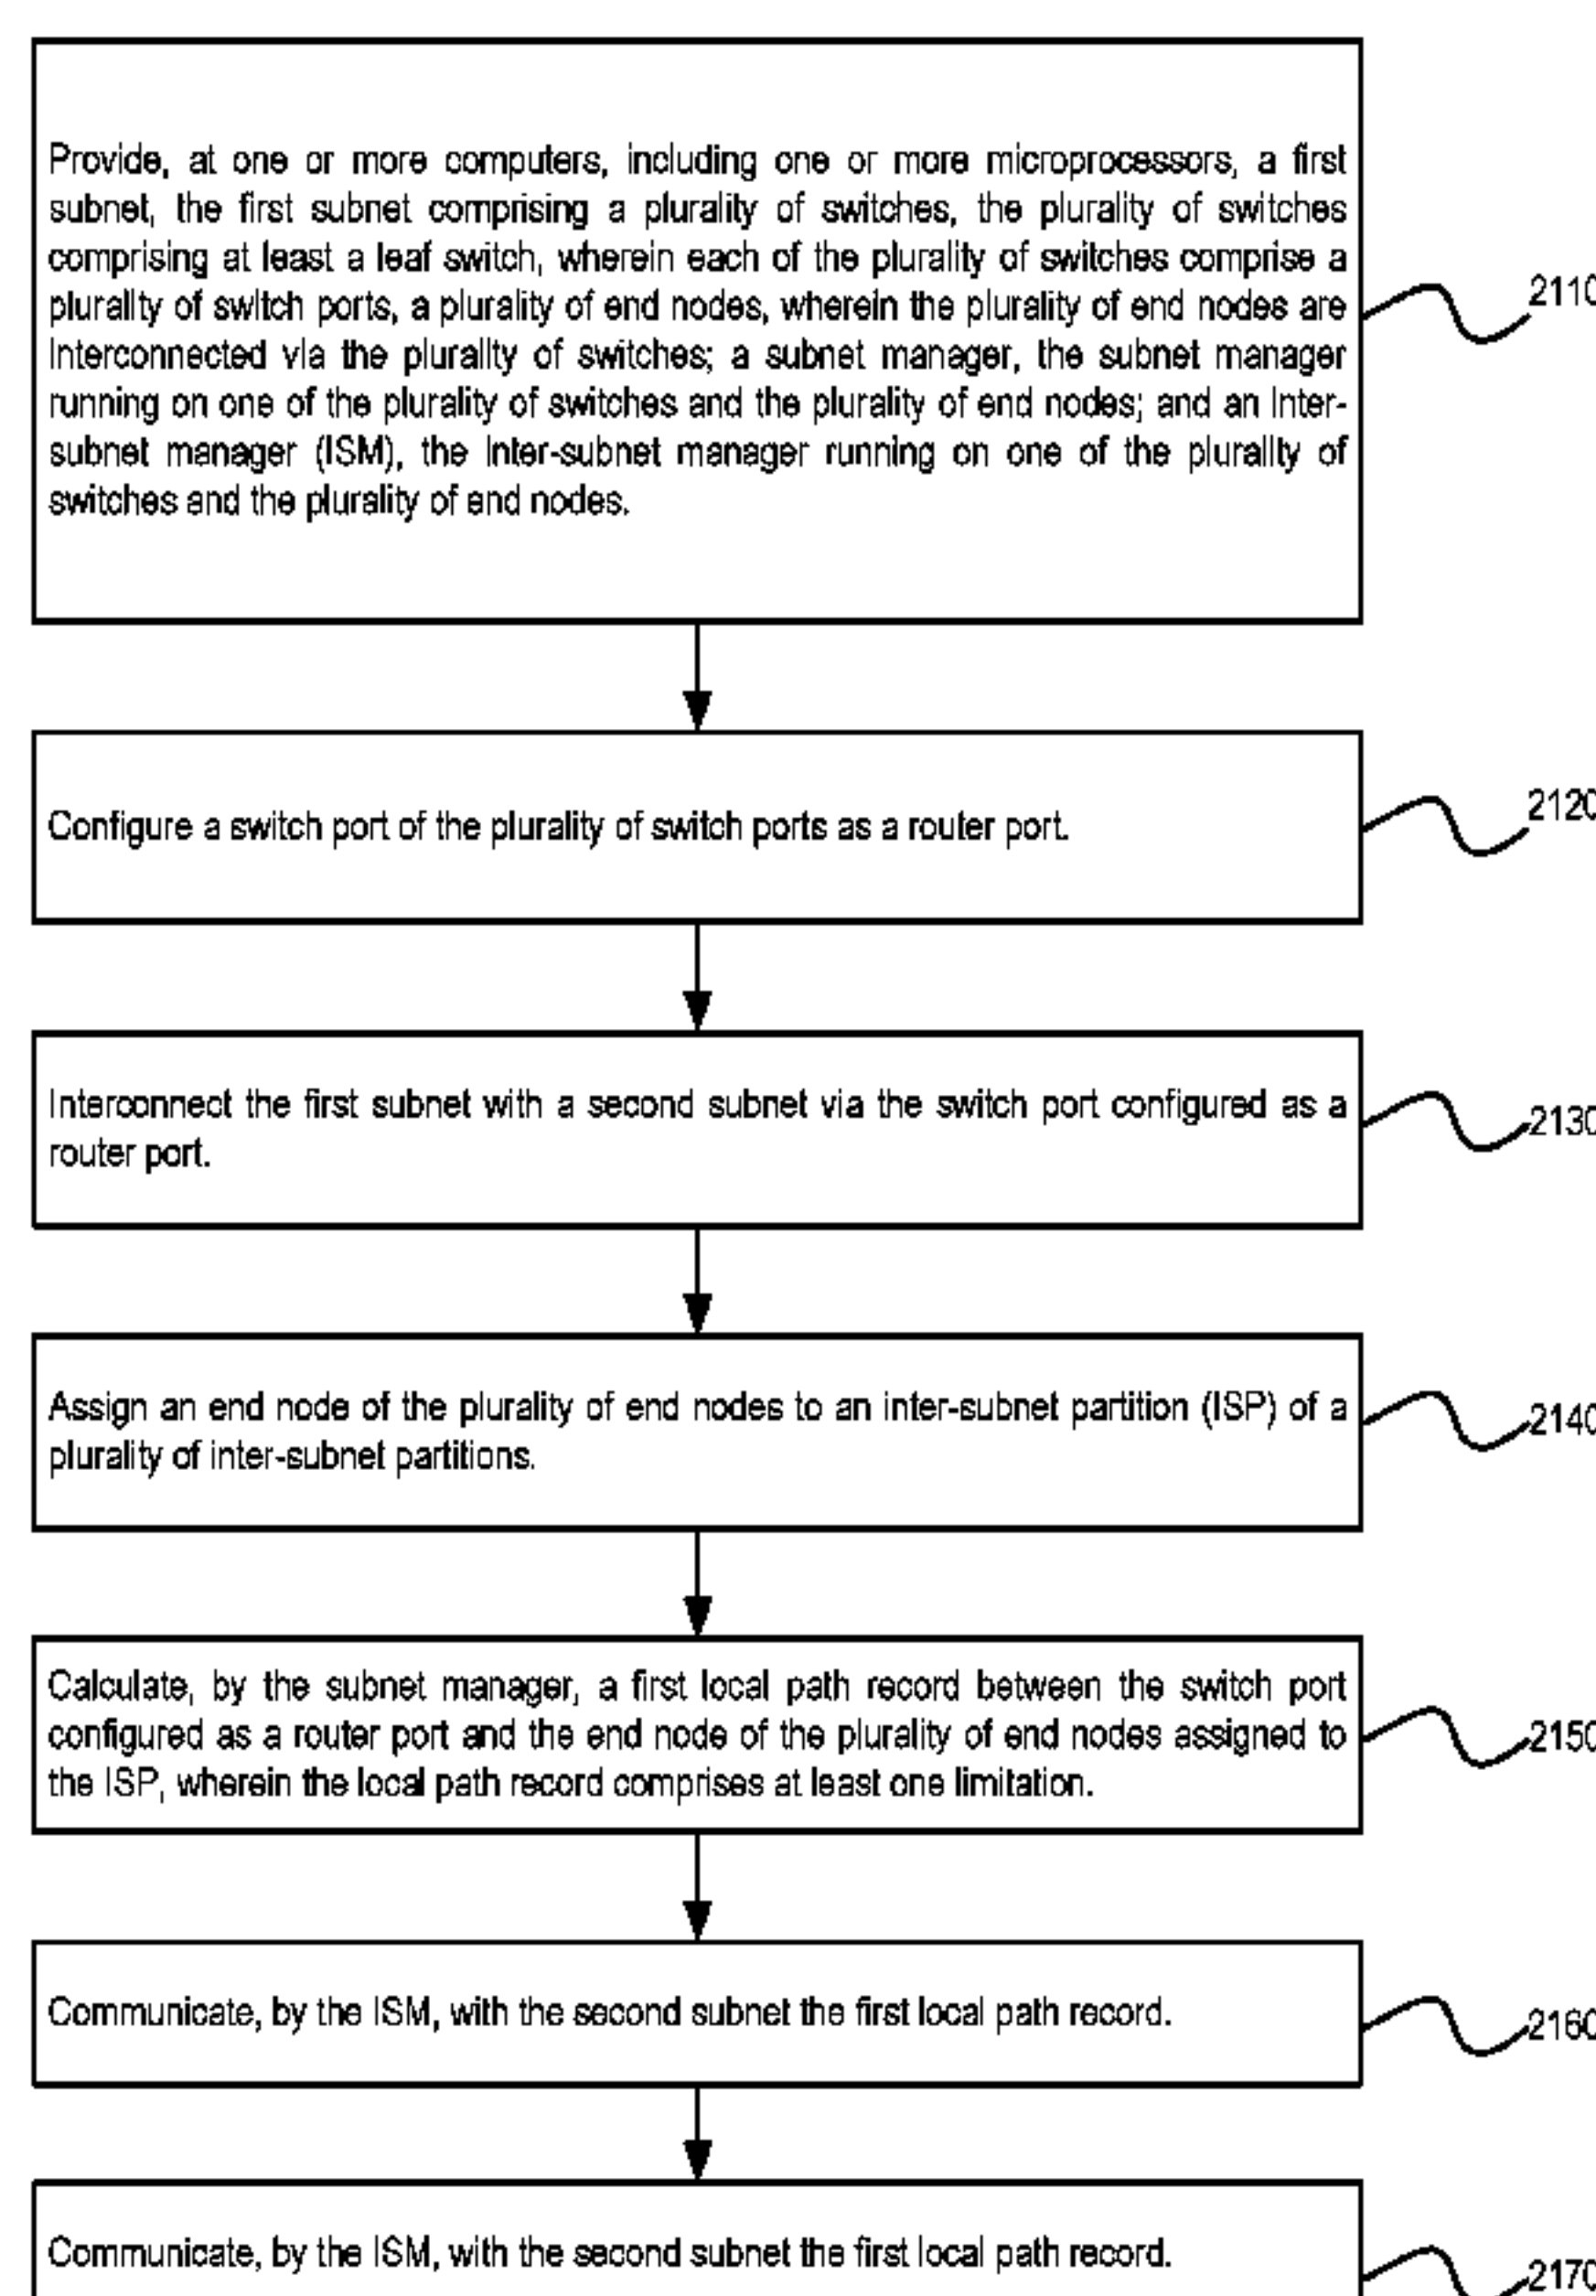 Provide, at one or more computers, including one or more microprocessors, a first
subnet, the first subnet comprising a plurality of switches, the plurality of switches
comprising at least a leaf switch, wherein each of the plurality of switches comprise a
plurality of switch ports, a plurality of end nodes, wherein the plurality of end nodes are
interconnected via the plurality of switches; a subnet manager, the subnet manager
running on one of the plurality of switches and the plurality of end nodes; and an inter-
subnet manager (ISM), the inter-subnet manager running on one of the plurality of
switches and the plurality of end nodes.
2110
Configure a switch port of the plurality of switch ports as a router port.
2120
Interconnect the first subnet with a second subnet via the switch port configured as a
router port.
2130
Assign an end node of the plurality of end nodes to an inter-subnet partition (ISP) of a
plurality of inter-subnet partitions.
2140
Calculate, by the subnet manager, a first local path record between the switch port
configured as a router port and the end node of the plurality of end nodes assigned to
the ISP, wherein the local path record comprises at least one limitation.
2150
Communicate, by the ISM, with the second subnet the first local path record.
2160
Communicate, by the ISM, with the second subnet the first local path record.
2170